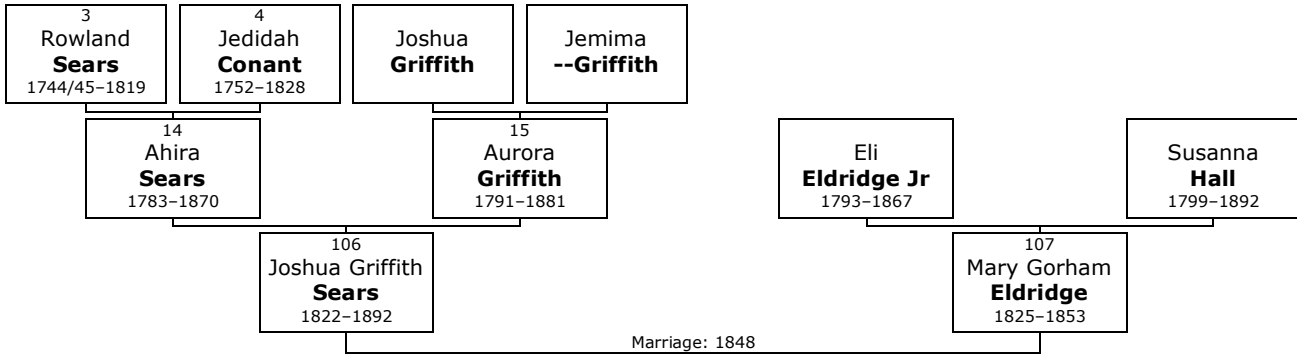 3
Rowland
Sears
1744/45–1819
4
Jedidah
Conant
1752–1828
Joshua
Griffith
Jemima
--Griffith
14
Ahira
Sears
1783–1870
15
Aurora
Griffith
1791–1881
Eli
Eldridge Jr
1793–1867
Susanna
Hall
1799–1892
106
Joshua Griffith
Sears
1822–1892
107
Mary Gorham
Eldridge
1825–1853
Marriage: 1848